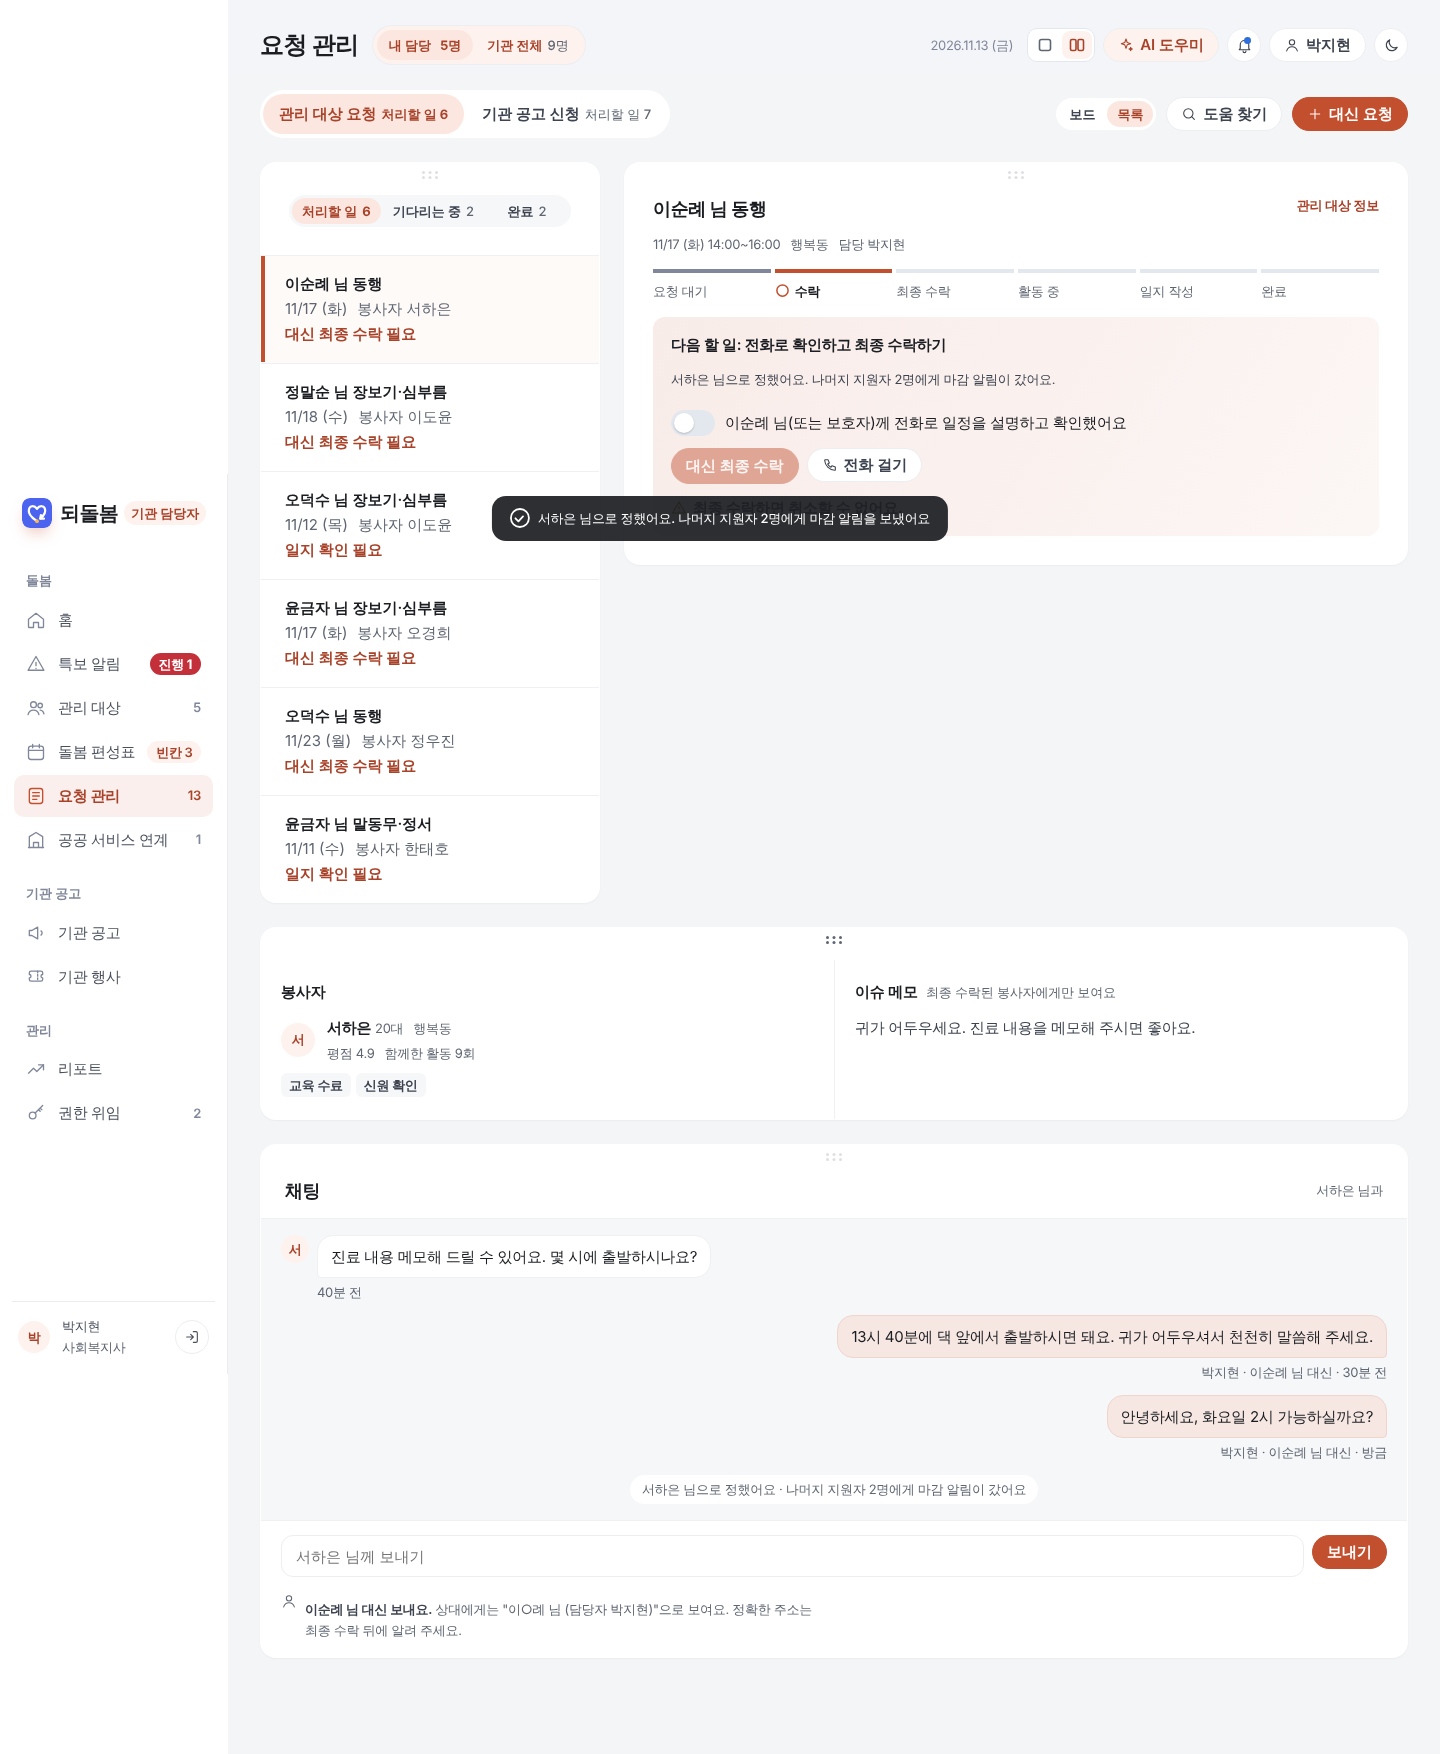 요청 관리
내 담당 5명 기관 전체 9명
2026.11.13 (금)
AI 도우미
박지현
관리 대상 요청 처리할 일 6
기관 공고 신청 처리할 일 7
보드 목록
도움 찾기
대신 요청
처리할 일 6 기다리는 중 2 완료 2
이순례 님 동행
11/17 (화) 봉사자 서하은
대신 최종 수락 필요
정말순 님 장보기·심부름
11/18 (수) 봉사자 이도윤
대신 최종 수락 필요
오덕수 님 장보기·심부름
11/12 (목) 봉사자 이도윤
일지 확인 필요
윤금자 님 장보기·심부름
11/17 (화) 봉사자 오경희
대신 최종 수락 필요
오덕수 님 동행
11/23 (월) 봉사자 정우진
대신 최종 수락 필요
윤금자 님 말동무·정서
11/11 (수) 봉사자 한태호
일지 확인 필요
이순례 님 동행
관리 대상 정보
11/17 (화) 14:00~16:00 행복동 담당 박지현
요청 대기 수락 최종 수락 활동 중 일지 작성 완료
다음 할 일: 전화로 확인하고 최종 수락하기
서하은 님으로 정했어요. 나머지 지원자 2명에게 마감 알림이 갔어요.
이순례 님(또는 보호자)께 전화로 일정을 설명하고 확인했어요
대신 최종 수락
전화 걸기
서하은 님으로 정했어요. 나머지 지원자 2명에게 마감 알림을 보냈어요
되돌봄 기관 담당자
돌봄
홈
특보 알림 진행 1
관리 대상 5
돌봄 편성표 빈칸 3
요청 관리 13
공공 서비스 연계 1
기관 공고
기관 공고
기관 행사
관리
리포트
권한 위임 2
박 박지현
사회복지사
봉사자
서 서하은 20대 행복동
평점 4.9 함께한 활동 9회
교육 수료 신원 확인
이슈 메모 최종 수락된 봉사자에게만 보여요
귀가 어두우세요. 진료 내용을 메모해 주시면 좋아요.
채팅
서하은 님과
서 진료 내용 메모해 드릴 수 있어요. 몇 시에 출발하시나요?
40분 전
13시 40분에 댁 앞에서 출발하시면 돼요. 귀가 어두우셔서 천천히 말씀해 주세요.
박지현 · 이순례 님 대신 · 30분 전
안녕하세요, 화요일 2시 가능하실까요?
박지현 · 이순례 님 대신 · 방금
서하은 님으로 정했어요 · 나머지 지원자 2명에게 마감 알림이 갔어요
서하은 님께 보내기
보내기
이순례 님 대신 보내요. 상대에게는 "이○례 님 (담당자 박지현)"으로 보여요. 정확한 주소는
최종 수락 뒤에 알려 주세요.